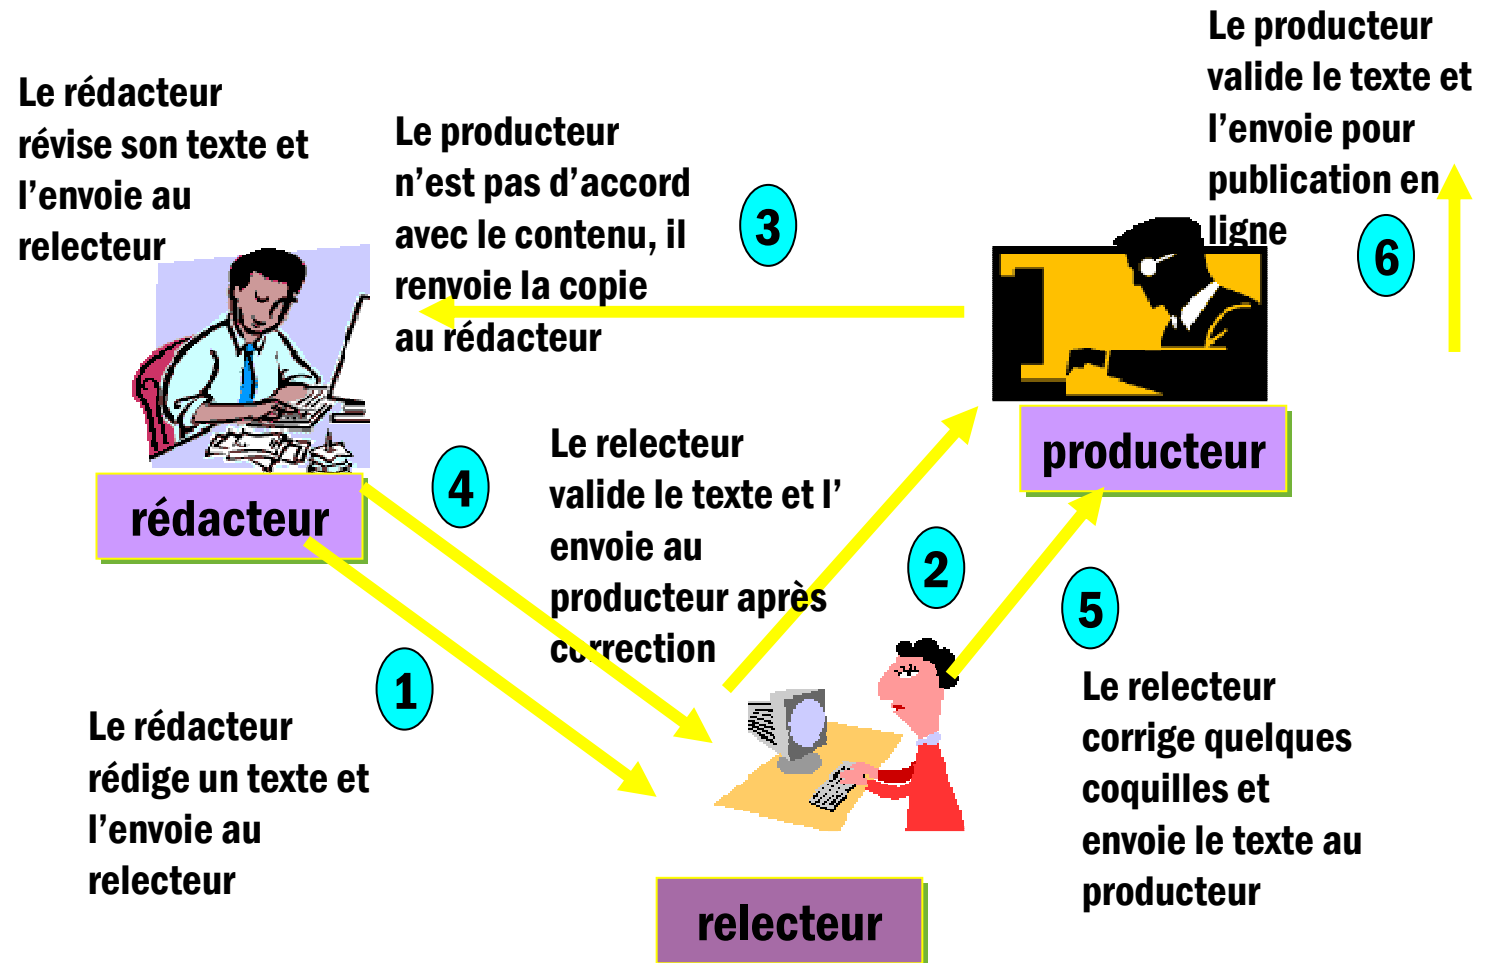 Le producteur
valide le texte et
l’envoie pour
publication en
ligne
6
Le rédacteur
révise son texte et
l’envoie au
relecteur
Le producteur
n’est pas d’accord
avec le contenu, il
renvoie la copie
au rédacteur
3
producteur
rédacteur
4
Le relecteur
valide le texte et l’
envoie au
producteur après
correction
2
5
1
Le rédacteur
rédige un texte et
l’envoie au
relecteur
Le relecteur
corrige quelques
coquilles et
envoie le texte au
producteur
relecteur